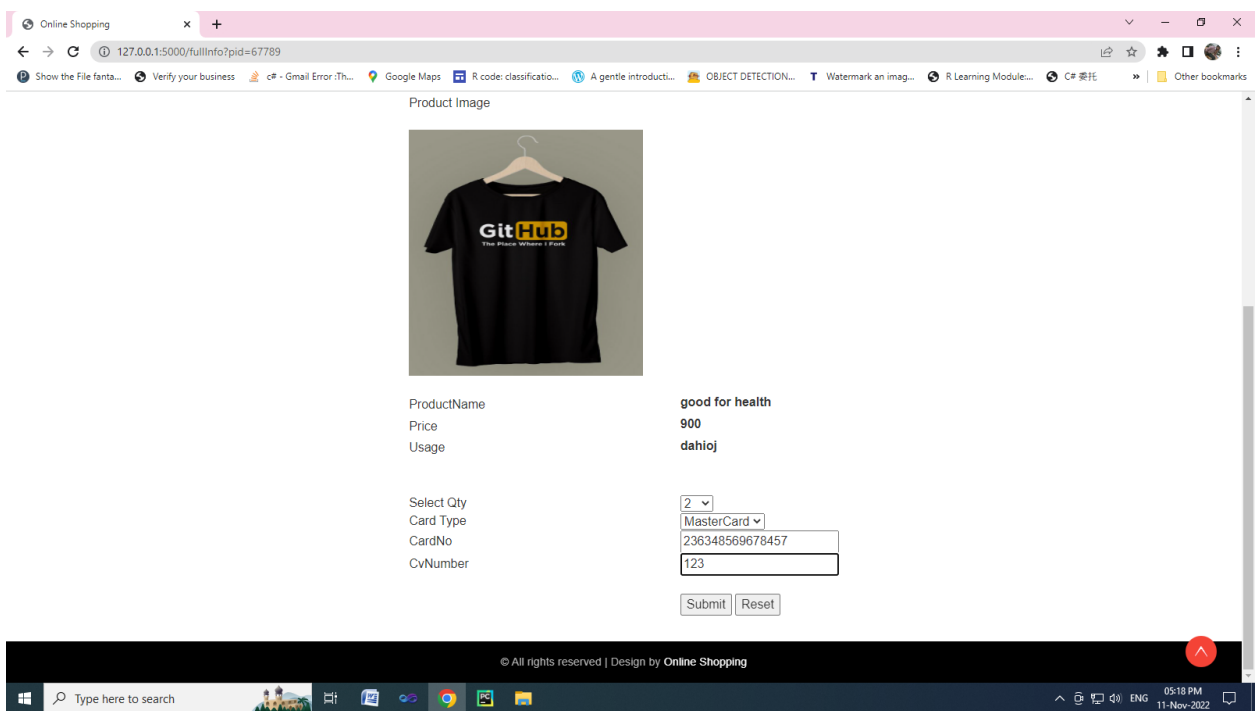 Online Shopping
127.0.0.1:5000/fullInfo?pid=67789
Show the File fanta... Verify your business c# - Gmail Error :Th... Google Maps R code: classificatio... A gentle introducti... OBJECT DETECTION... Watermark an imag... R Learning Module:... C# 委托 » Other bookmarks
Product Image
GitHub
The Place Where I Fork
ProductName good for health
Price 900
Usage dahioj
Select Qty 2
Card Type MasterCard
CardNo 236348569678457
CvNumber 123
Submit Reset
© All rights reserved | Design by Online Shopping
Type here to search ENG 05:18 PM
11-Nov-2022